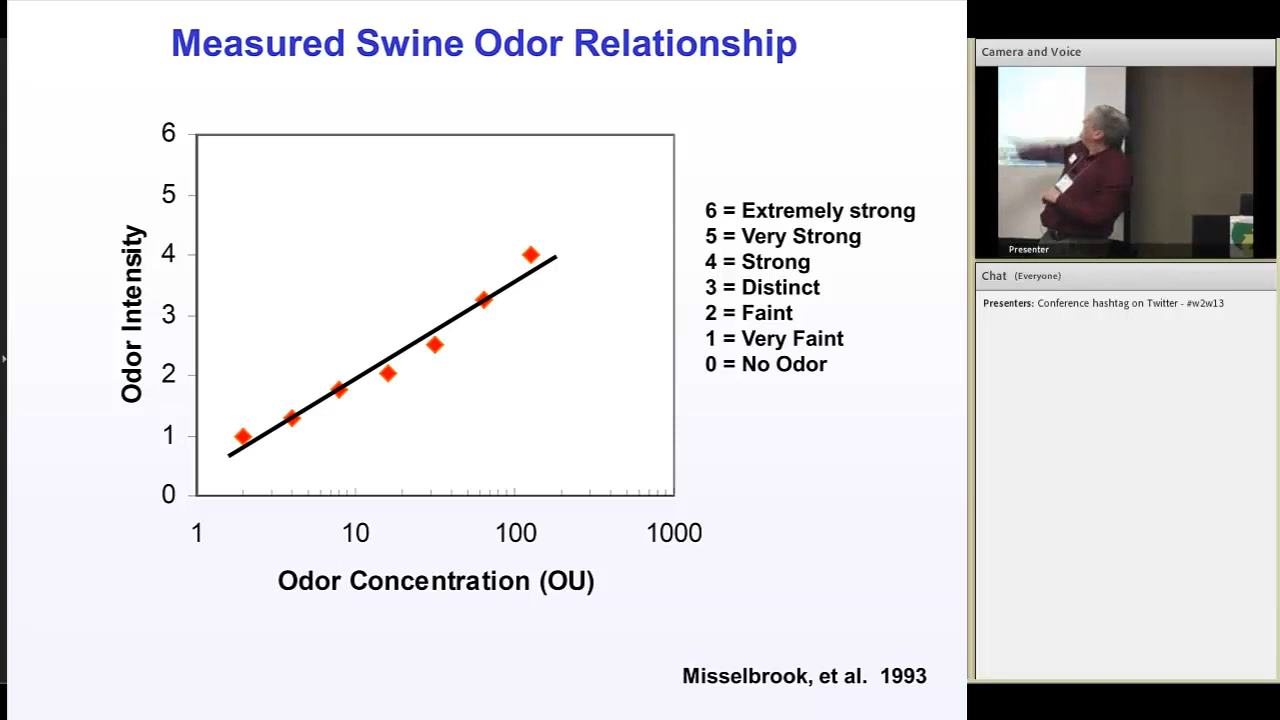 Measured Swine Odor Relationship
6
5
4
3
2
1
0
Odor Intensity
1 10 100 1000
Odor Concentration (OU)
6 = Extremely strong
5 = Very Strong
4 = Strong
3 = Distinct
2 = Faint
1 = Very Faint
0 = No Odor
Misselbrook, et al. 1993
Camera and Voice
Presenter
Chat (Everyone)
Presenters: Conference hashtag on Twitter - #w2w13